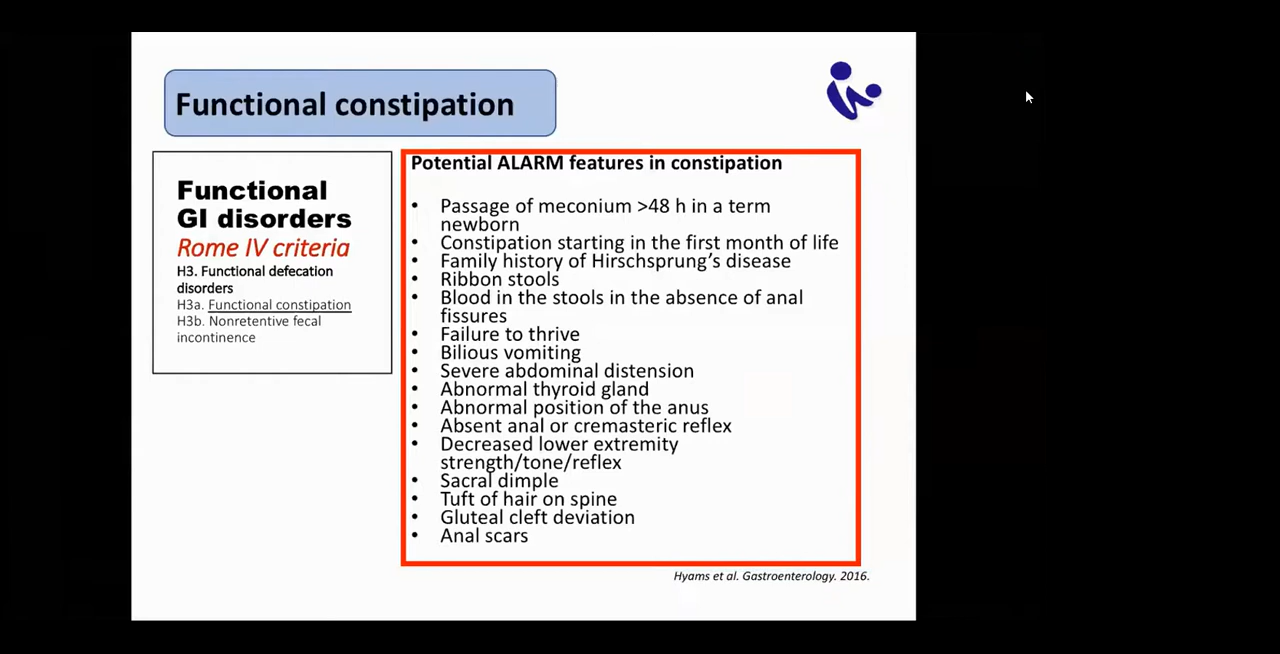 Functional constipation
Functional
GI disorders
Rome IV criteria
H3. Functional defecation
disorders
H3a. Functional constipation
H3b. Nonretentive fecal
incontinence
Potential ALARM features in constipation
• Passage of meconium >48 h in a term
newborn
• Constipation starting in the first month of life
• Family history of Hirschsprung’s disease
• Ribbon stools
• Blood in the stools in the absence of anal
fissures
• Failure to thrive
• Bilious vomiting
• Severe abdominal distension
• Abnormal thyroid gland
• Abnormal position of the anus
• Absent anal or cremasteric reflex
• Decreased lower extremity
strength/tone/reflex
• Sacral dimple
• Tuft of hair on spine
• Gluteal cleft deviation
• Anal scars
Hyams et al. Gastroenterology. 2016.